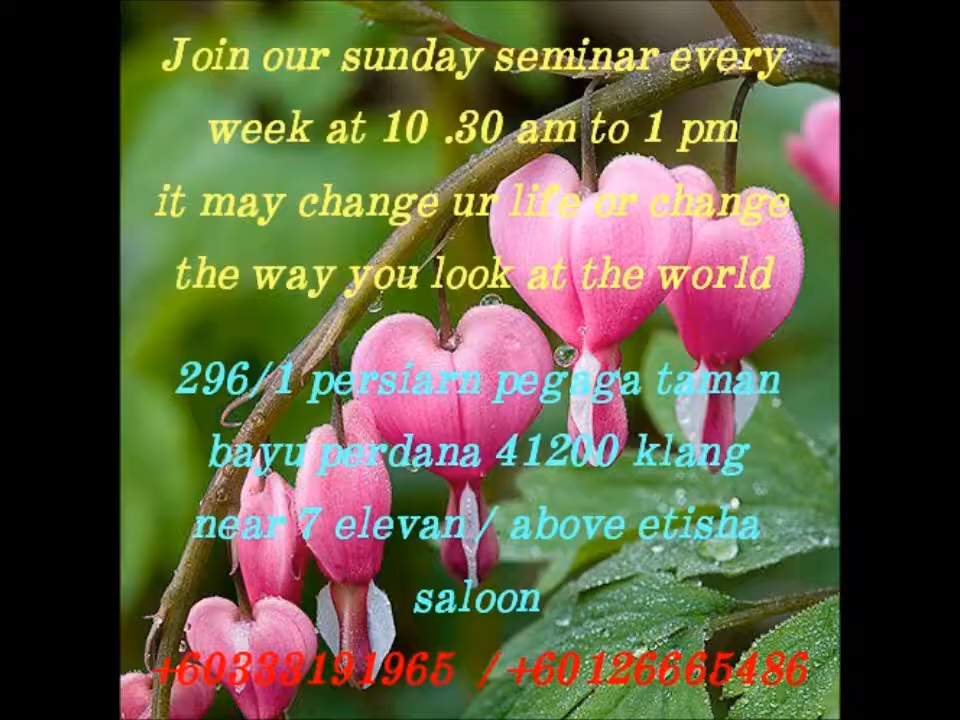 Join our sunday seminar every
week at 10 .30 am to 1 pm
it may change ur life or change
the way you look at the world
296/1 persiarn pegaga taman
bayu perdana 41200 klang
near 7 elevan / above etisha
saloon
+60333191965 / +60126665486